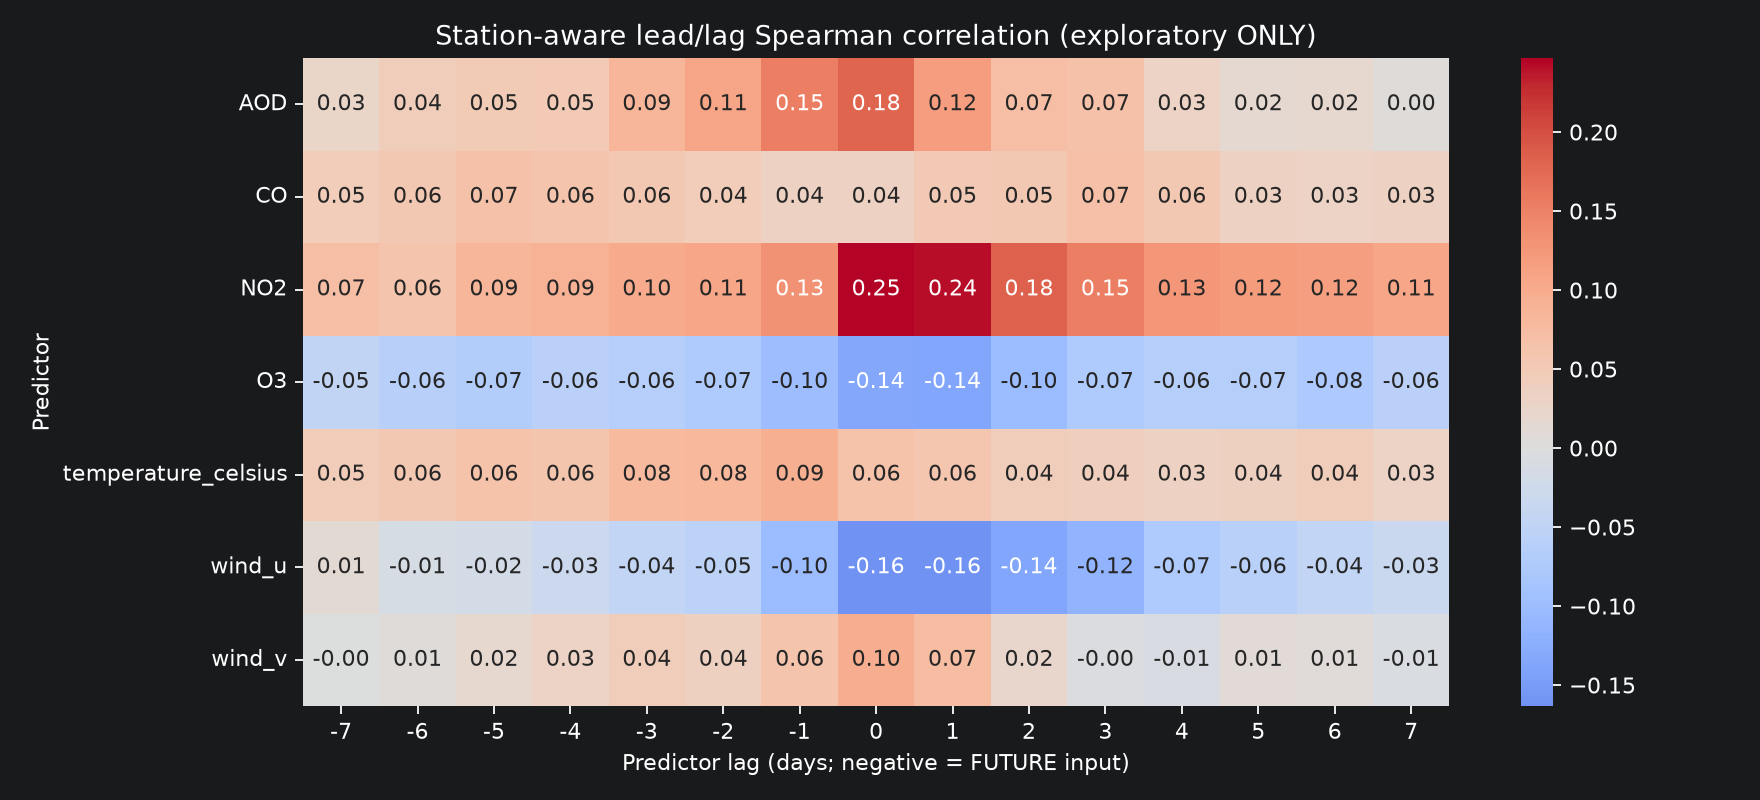 Station-aware lead/lag Spearman correlation (exploratory ONLY)
AOD 0.03 0.04 0.05 0.05 0.09 0.11 0.15 0.18 0.12 0.07 0.07 0.03 0.02 0.02 0.00
CO 0.05 0.06 0.07 0.06 0.06 0.04 0.04 0.04 0.05 0.05 0.07 0.06 0.03 0.03 0.03
NO2 0.07 0.06 0.09 0.09 0.10 0.11 0.13 0.25 0.24 0.18 0.15 0.13 0.12 0.12 0.11
O3 -0.05 -0.06 -0.07 -0.06 -0.06 -0.07 -0.10 -0.14 -0.14 -0.10 -0.07 -0.06 -0.07 -0.08 -0.06
temperature_celsius 0.05 0.06 0.06 0.06 0.08 0.08 0.09 0.06 0.06 0.04 0.04 0.03 0.04 0.04 0.03
wind_u 0.01 -0.01 -0.02 -0.03 -0.04 -0.05 -0.10 -0.16 -0.16 -0.14 -0.12 -0.07 -0.06 -0.04 -0.03
wind_v -0.00 0.01 0.02 0.03 0.04 0.04 0.06 0.10 0.07 0.02 -0.00 -0.01 0.01 0.01 -0.01
-7 -6 -5 -4 -3 -2 -1 0 1 2 3 4 5 6 7
Predictor lag (days; negative = FUTURE input)
Predictor
0.20
0.15
0.10
0.05
0.00
−0.05
−0.10
−0.15